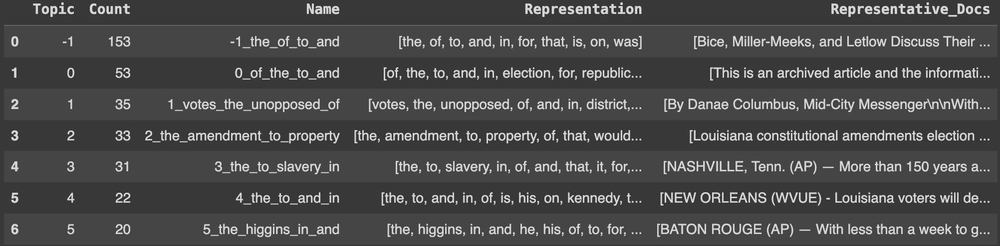 Topic Count Name Representation Representative_Docs
0 -1 153 -1_the_of_to_and [the, of, to, and, in, for, that, is, on, was] [Bice, Miller-Meeks, and Letlow Discuss Their ...
1 0 53 0_of_the_to_and [of, the, to, and, in, election, for, republic... [This is an archived article and the informati...
2 1 35 1_votes_the_unopposed_of [votes, the, unopposed, of, and, in, district,... [By Danae Columbus, Mid-City Messenger\n\nWith...
3 2 33 2_the_amendment_to_property [the, amendment, to, property, of, that, would... [Louisiana constitutional amendments election ...
4 3 31 3_the_to_slavery_in [the, to, slavery, in, of, and, that, it, for,... [NASHVILLE, Tenn. (AP) — More than 150 years a...
5 4 22 4_the_to_and_in [the, to, and, in, of, is, his, on, kennedy, t... [NEW ORLEANS (WVUE) - Louisiana voters will de...
6 5 20 5_the_higgins_in_and [the, higgins, in, and, he, his, of, to, for, ... [BATON ROUGE (AP) — With less than a week to g...